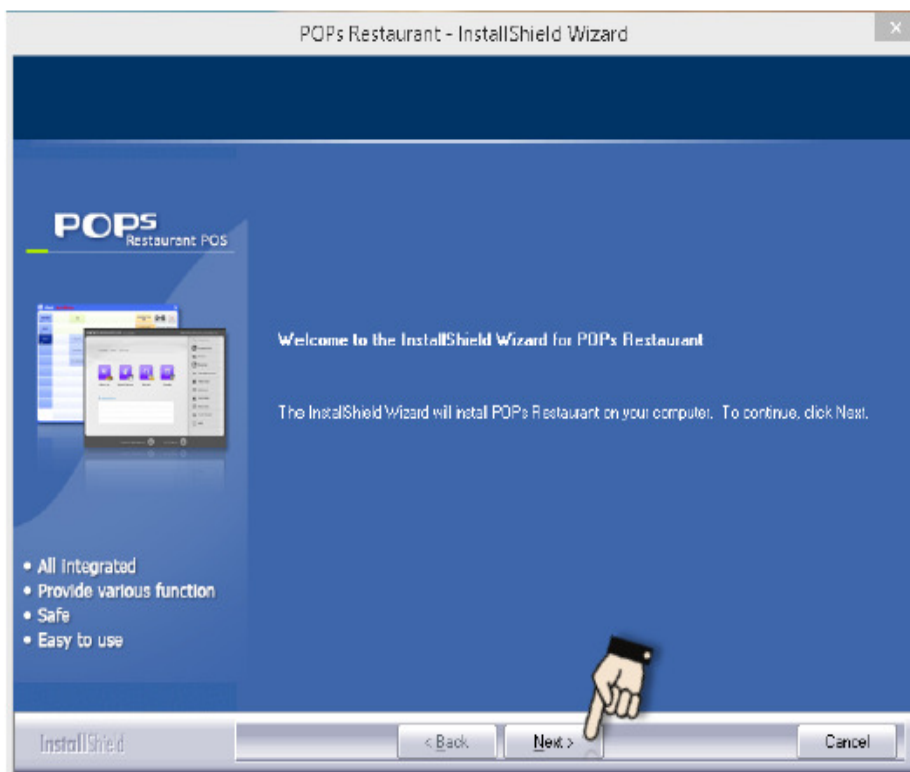 POPs Restaurant - InstallShield Wizard
x
POPs
Restaurant POS
Welcome to the InstallShield Wizard for POPs Restaurant
The InstallShield Wizard will install POPs Restaurant on your computer. To continue, click Next.
• All integrated
• Provide various function
• Safe
• Easy to use
InstallShield
< Back
Next >
Cancel